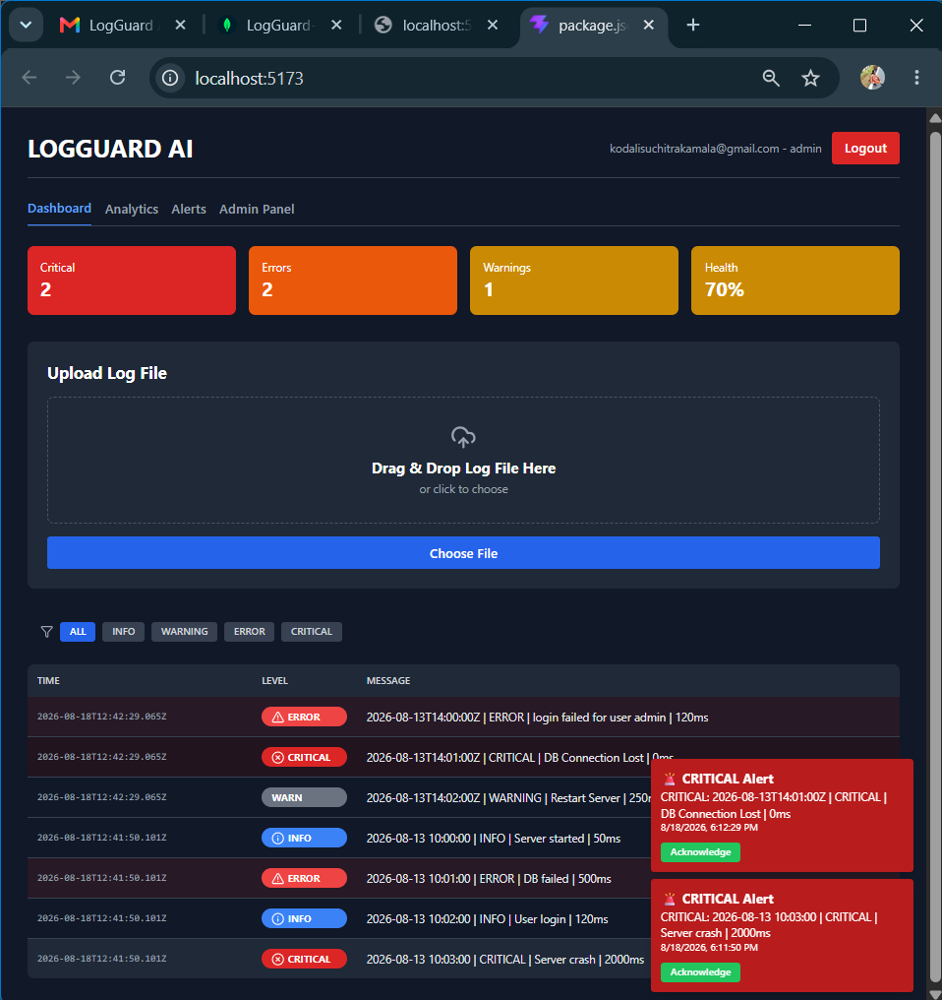 LogGuard
LogGuard-
localhost:5
package.js
localhost:5173
LOGGUARD AI
kodalisuchitrakamala@gmail.com - admin
Logout
Dashboard
Analytics
Alerts
Admin Panel
Critical
2
Errors
2
Warnings
1
Health
70%
Upload Log File
Drag & Drop Log File Here
or click to choose
Choose File
ALL
INFO
WARNING
ERROR
CRITICAL
TIME LEVEL MESSAGE
2026-08-18T12:42:29.065Z ERROR 2026-08-13T14:00:00Z | ERROR | login failed for user admin | 120ms
2026-08-18T12:42:29.065Z CRITICAL 2026-08-13T14:01:00Z | CRITICAL | DB Connection Lost | 0ms
2026-08-18T12:42:29.065Z WARN 2026-08-13T14:02:00Z | WARNING | Restart Server | 250m
2026-08-18T12:41:50.101Z INFO 2026-08-13 10:00:00 | INFO | Server started | 50ms
2026-08-18T12:41:50.101Z ERROR 2026-08-13 10:01:00 | ERROR | DB failed | 500ms
2026-08-18T12:41:50.101Z INFO 2026-08-13 10:02:00 | INFO | User login | 120ms
2026-08-18T12:41:50.101Z CRITICAL 2026-08-13 10:03:00 | CRITICAL | Server crash | 2000ms
🚨 CRITICAL Alert
CRITICAL: 2026-08-13T14:01:00Z | CRITICAL |
DB Connection Lost | 0ms
8/18/2026, 6:12:29 PM
Acknowledge
🚨 CRITICAL Alert
CRITICAL: 2026-08-13 10:03:00 | CRITICAL |
Server crash | 2000ms
8/18/2026, 6:11:50 PM
Acknowledge